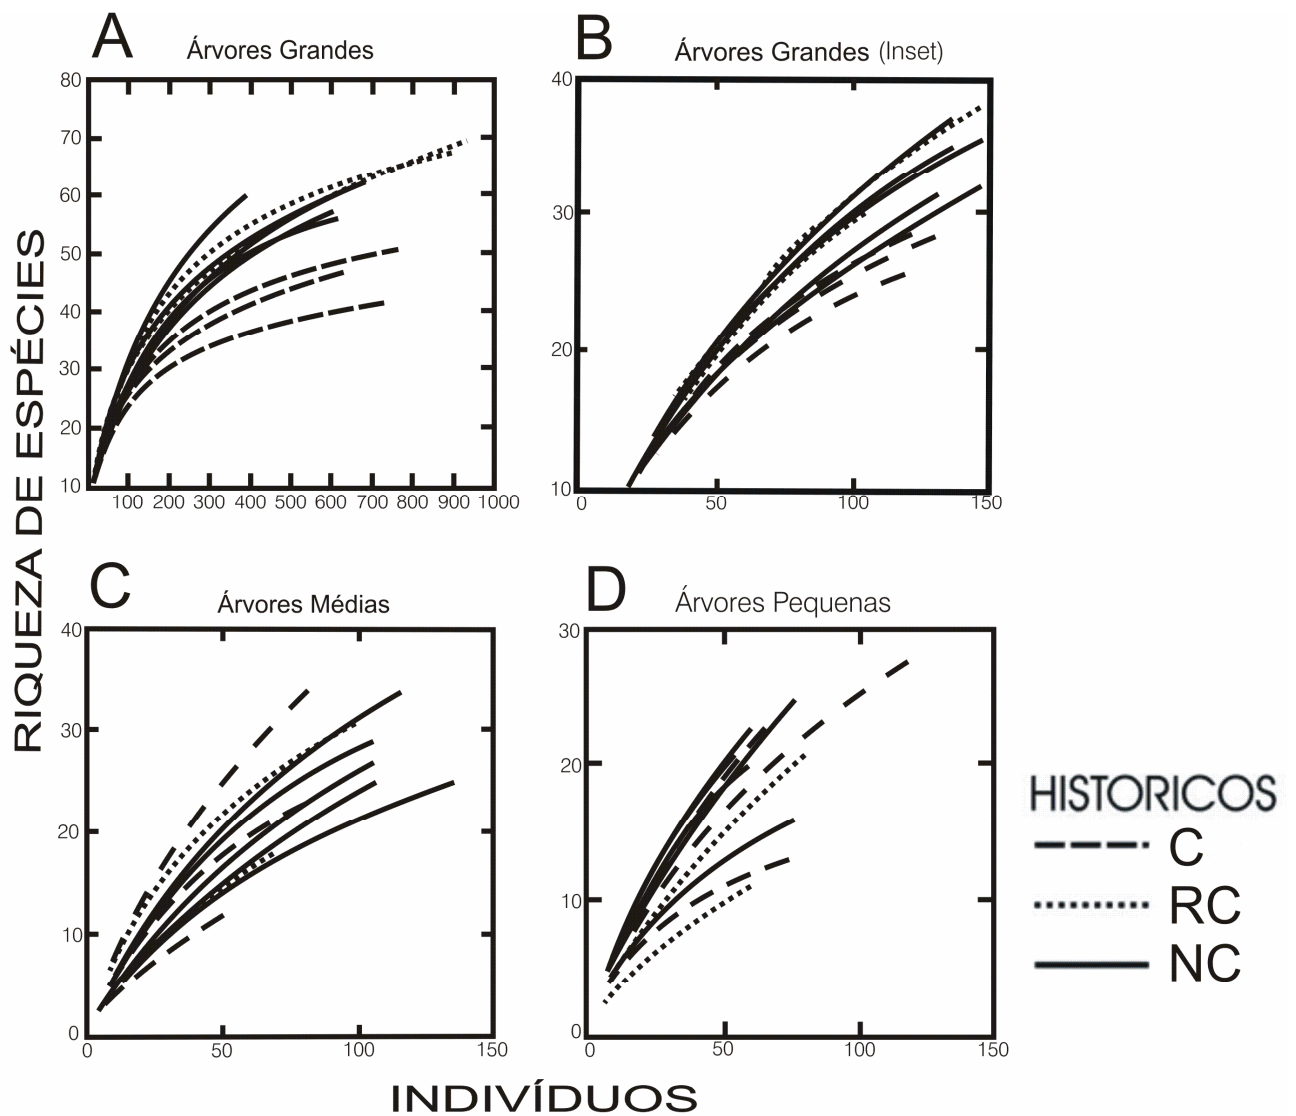 A
Árvores Grandes
80
70
60
50
40
30
20
10
100 200 300 400 500 600 700 800 900 1000
B
Árvores Grandes (Inset)
40
30
20
10
0 50 100 150
C
Árvores Médias
40
30
20
10
0
0 50 100 150
D
Árvores Pequenas
30
20
10
0
0 50 100 150
RIQUEZA DE ESPÉCIES
INDIVÍDUOS
HISTORICOS
C
RC
NC